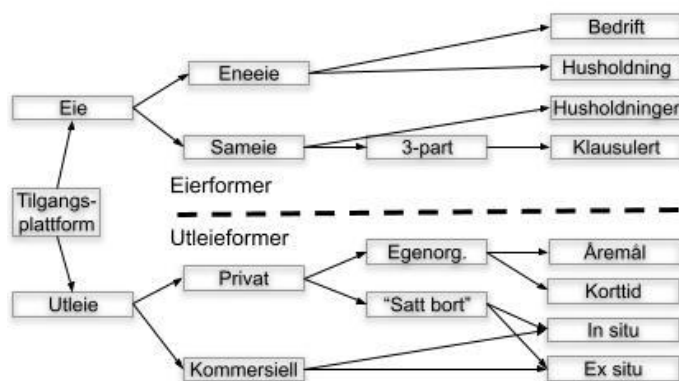 Bedrift
Eneeie
Husholdning
Eie
Husholdninger
Sameie
3-part
Klausulert
Eierformer
Tilgangs-
plattform
Utleieformer
Egenorg.
Åremål
Privat
Korttid
Utleie
“Satt bort”
In situ
Kommersiell
Ex situ